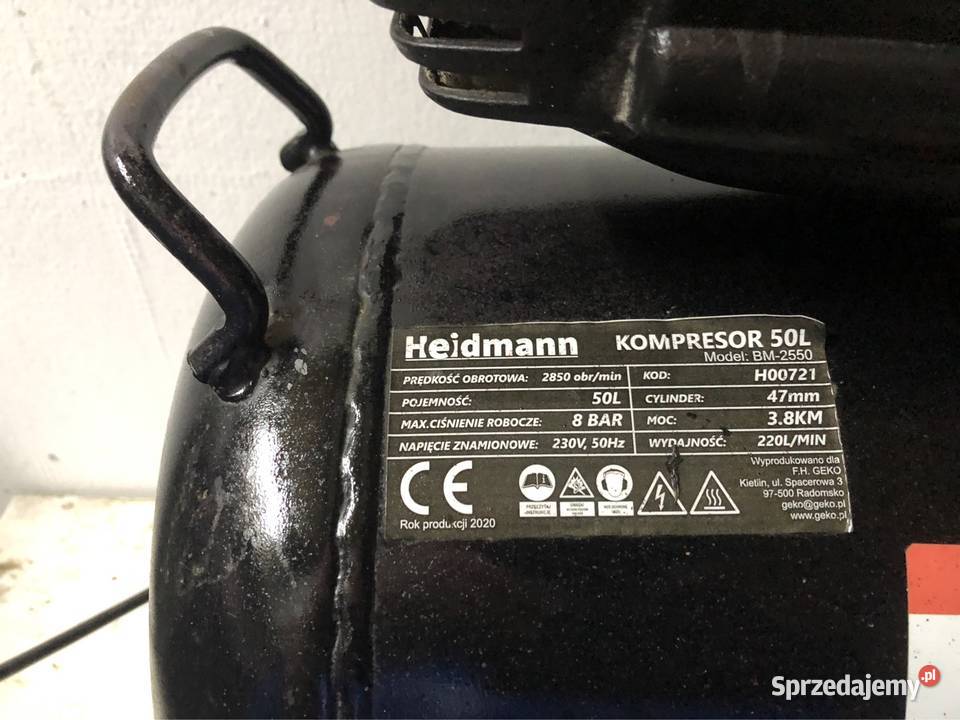 Heidmann KOMPRESOR 50L
Model: BM-2550
PRĘDKOŚĆ OBROTOWA: 2850 obr/min KOD: H00721
POJEMNOŚĆ: 50L CYLINDER: 47mm
MAX.CIŚNIENIE ROBOCZE: 8 BAR MOC: 3.8KM
NAPIĘCIE ZNAMIONOWE: 230V, 50Hz WYDAJNOŚĆ: 220L/MIN
CE
Rok produkcji 2020
PRZECZYTAJ
INSTRUKCJĘ
Wyprodukowano dla
F.H. GEKO
Kietlin, ul. Spacerowa 3
97-500 Radomsko
geko@geko.pl
www.geko.pl
Sprzedajemy.pl